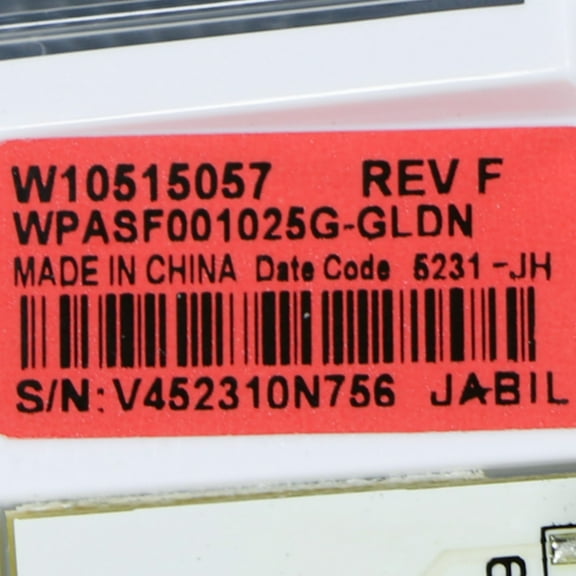 W10515057 REV F
WPASF001025G-GLDN
MADE IN CHINA Date Code 5231-JH
S/N:V452310N756 JABIL